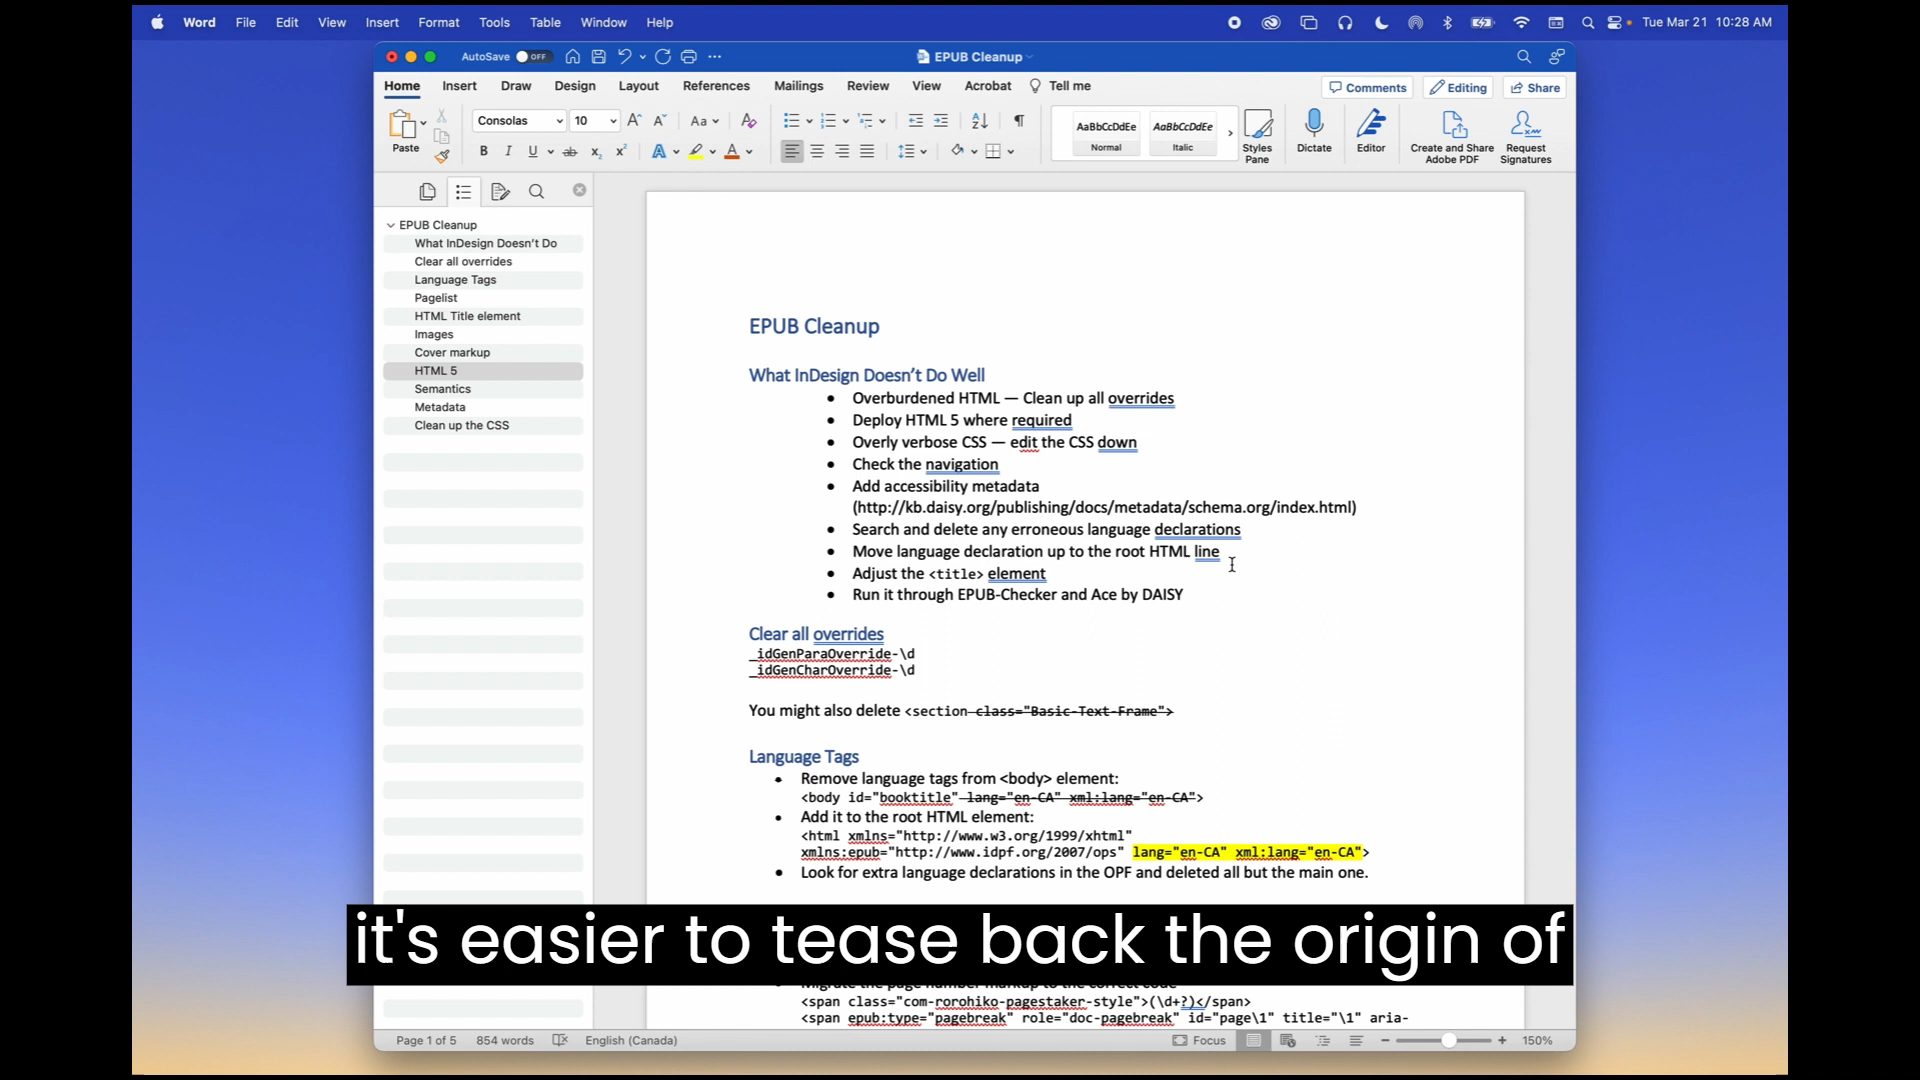 Word File Edit View Insert Format Tools Table Window Help Tue Mar 21 10:28 AM
AutoSave OFF EPUB Cleanup
Home Insert Draw Design Layout References Mailings Review View Acrobat Tell me Comments Editing Share
Paste Consolas 10 Aa AaBbCcDdEe AaBbCcDdEe
Normal Italic Styles Pane Dictate Editor Create and Share Adobe PDF Request Signatures
EPUB Cleanup
What InDesign Doesn't Do
Clear all overrides
Language Tags
Pagelist
HTML Title element
Images
Cover markup
HTML 5
Semantics
Metadata
Clean up the CSS
EPUB Cleanup
What InDesign Doesn’t Do Well
• Overburdened HTML — Clean up all overrides
• Deploy HTML 5 where required
• Overly verbose CSS — edit the CSS down
• Check the navigation
• Add accessibility metadata
(http://kb.daisy.org/publishing/docs/metadata/schema.org/index.html)
• Search and delete any erroneous language declarations
• Move language declaration up to the root HTML line
• Adjust the <title> element
• Run it through EPUB-Checker and Ace by DAISY
Clear all overrides
_idGenParaOverride-\d
_idGenCharOverride-\d
You might also delete <section class="Basic-Text-Frame">
Language Tags
• Remove language tags from <body> element:
<body id="booktitle" lang="en-CA" xml:lang="en-CA">
• Add it to the root HTML element:
<html xmlns="http://www.w3.org/1999/xhtml"
xmlns:epub="http://www.idpf.org/2007/ops" lang="en-CA" xml:lang="en-CA">
• Look for extra language declarations in the OPF and deleted all but the main one.
it's easier to tease back the origin of
• Migrate the page number markup to the correct code
<span class="com-rorohiko-pagestaker-style">(\d+?)</span>
<span epub:type="pagebreak" role="doc-pagebreak" id="page\1" title="\1" aria-
Page 1 of 5 854 words English (Canada) Focus 150%